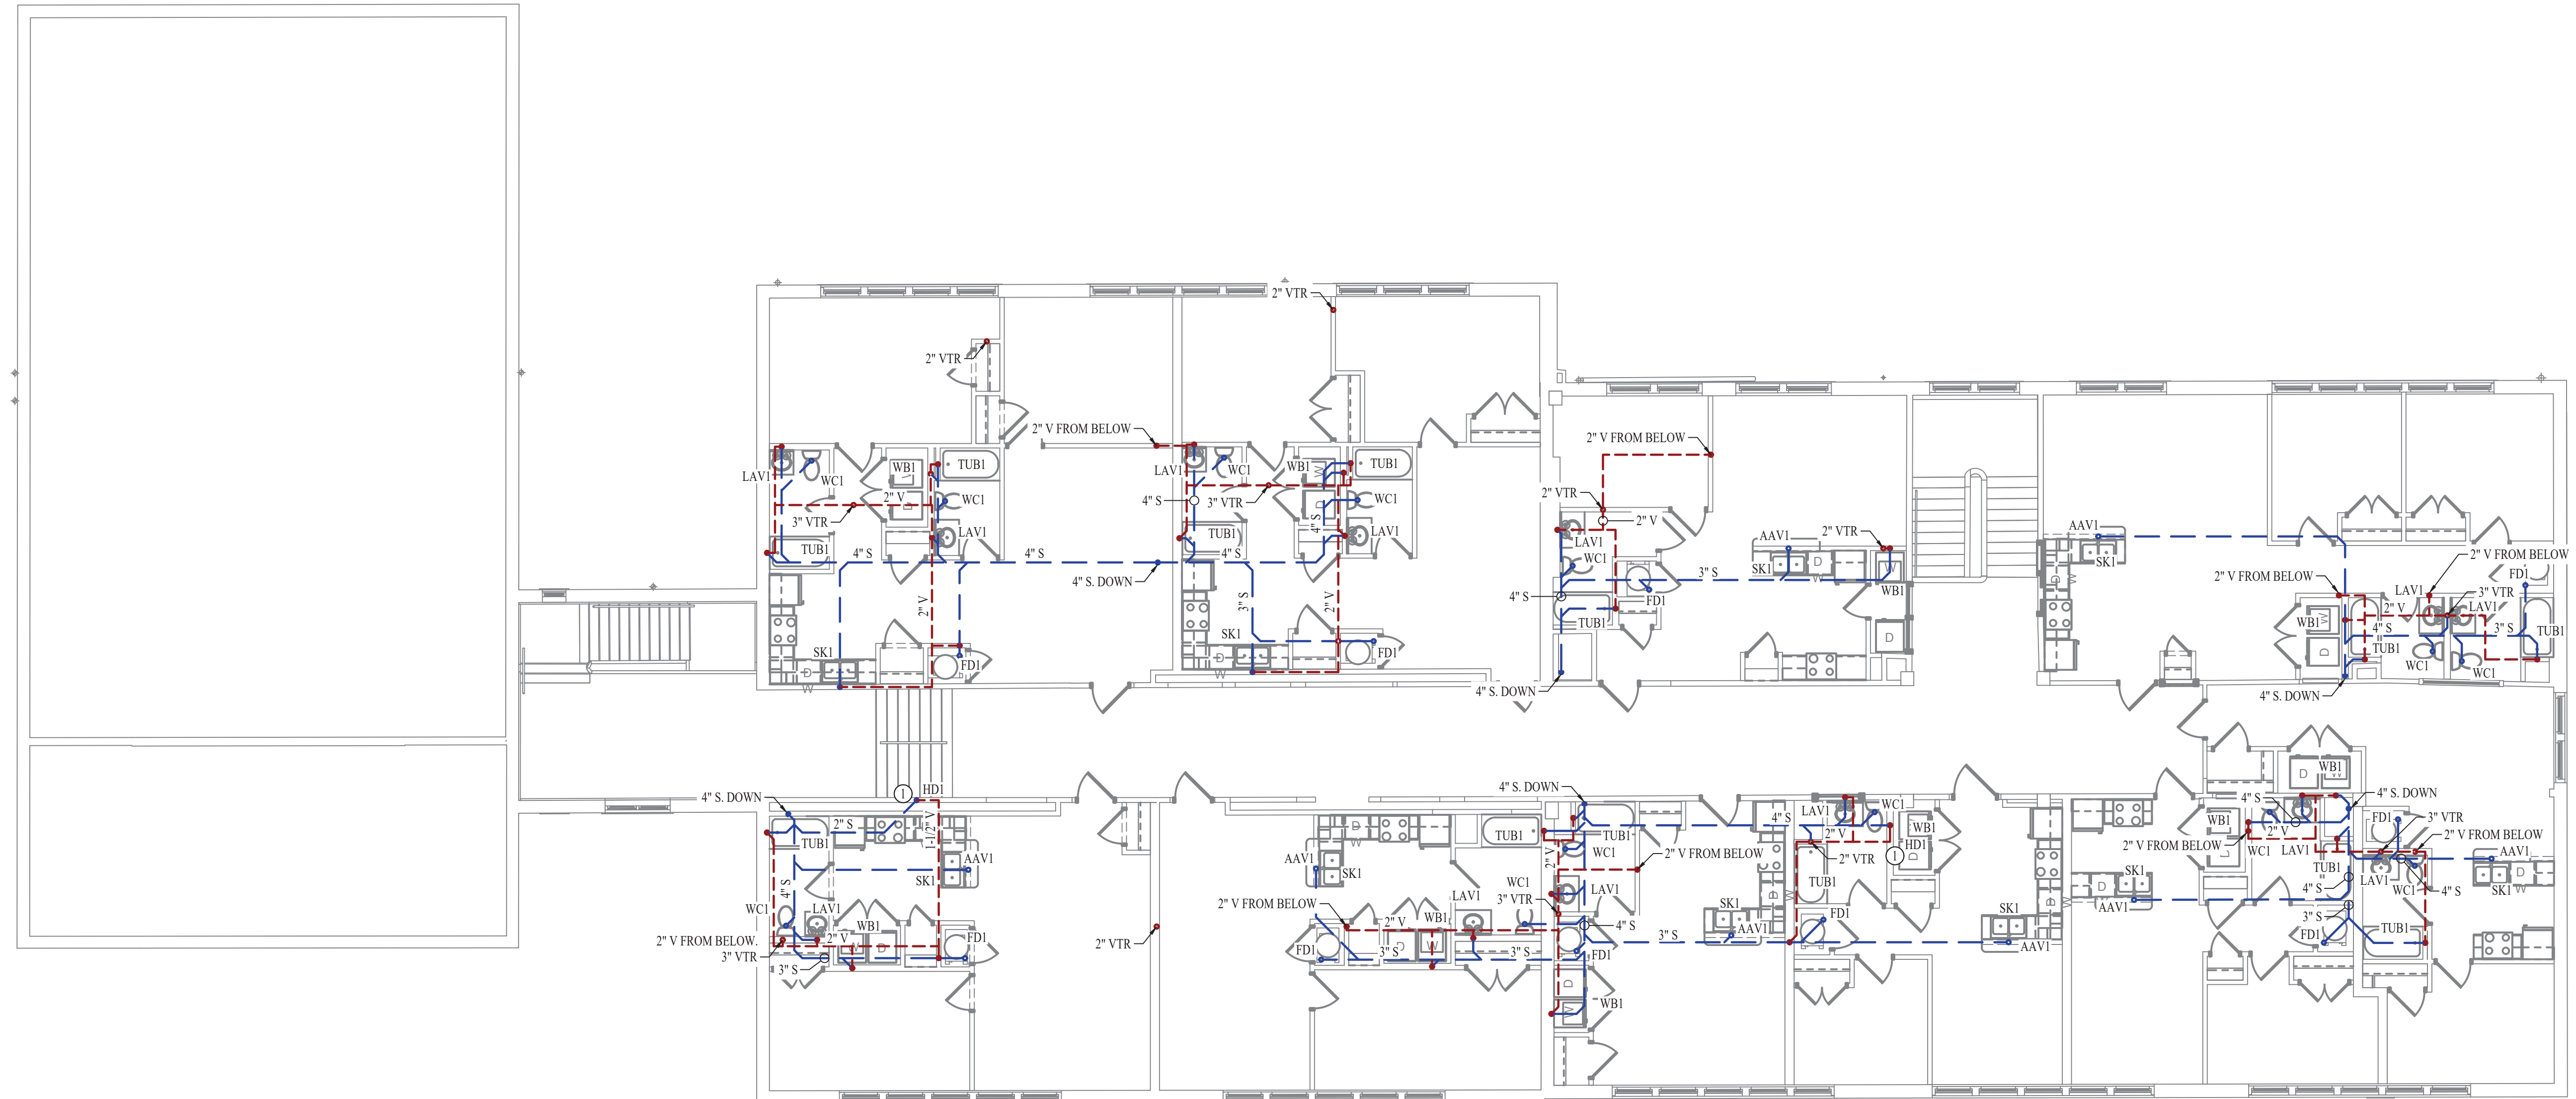 2" VTR
2" VTR
2" V FROM BELOW
LAV1
WC1
WB1
W
D
2" V
TUB1
WC1
LAV1
3" VTR
TUB1
4" S
4" S
4" S. DOWN
2" V
SK1
D
W
FD1
LAV1
WC1
WB1
W
D
TUB1
WC1
LAV1
4" S
3" VTR
4" S
TUB1
4" S
3" S
2" V
SK1
D
W
FD1
2" V FROM BELOW
2" VTR
2" V
LAV1
WC1
4" S
TUB1
FD1
3" S
AAV1
SK1
D
W
2" VTR
W
WB1
D
4" S. DOWN
AAV1
SK1
D
W
2" V FROM BELOW
2" V FROM BELOW
FD1
LAV1
3" VTR
LAV1
2" V
WB1
W
D
4" S
TUB1
3" S
TUB1
WC1
WC1
4" S. DOWN
4" S. DOWN
1
HD1
2" S
1-1/2" V
TUB1
AAV1
SK1
4" S
WC1
LAV1
WB1
W
D
2" V
2" V FROM BELOW
3" VTR
3" S
FD1
2" VTR
D
W
AAV1
SK1
TUB1
2" V FROM BELOW
2" V
WB1
D
W
LAV1
WC1
3" VTR
FD1
3" S
3" S
4" S. DOWN
TUB1
WC1
2" V
2" V FROM BELOW
LAV1
4" S
FD1
D
W
WB1
4" S
LAV1
WC1
2" V
2" VTR
WB1
W
D
HD1
1
TUB1
FD1
SK1
AAV1
D
W
3" S
SK1
AAV1
D
W
WB1
D
W
4" S
4" S. DOWN
WB1
W
D
2" V
WC1
LAV1
2" V FROM BELOW
SK1
D
W
AAV1
TUB1
4" S
3" S
FD1
FD1
3" VTR
2" V FROM BELOW
AAV1
SK1
D
W
LAV1
WC1
4" S
TUB1